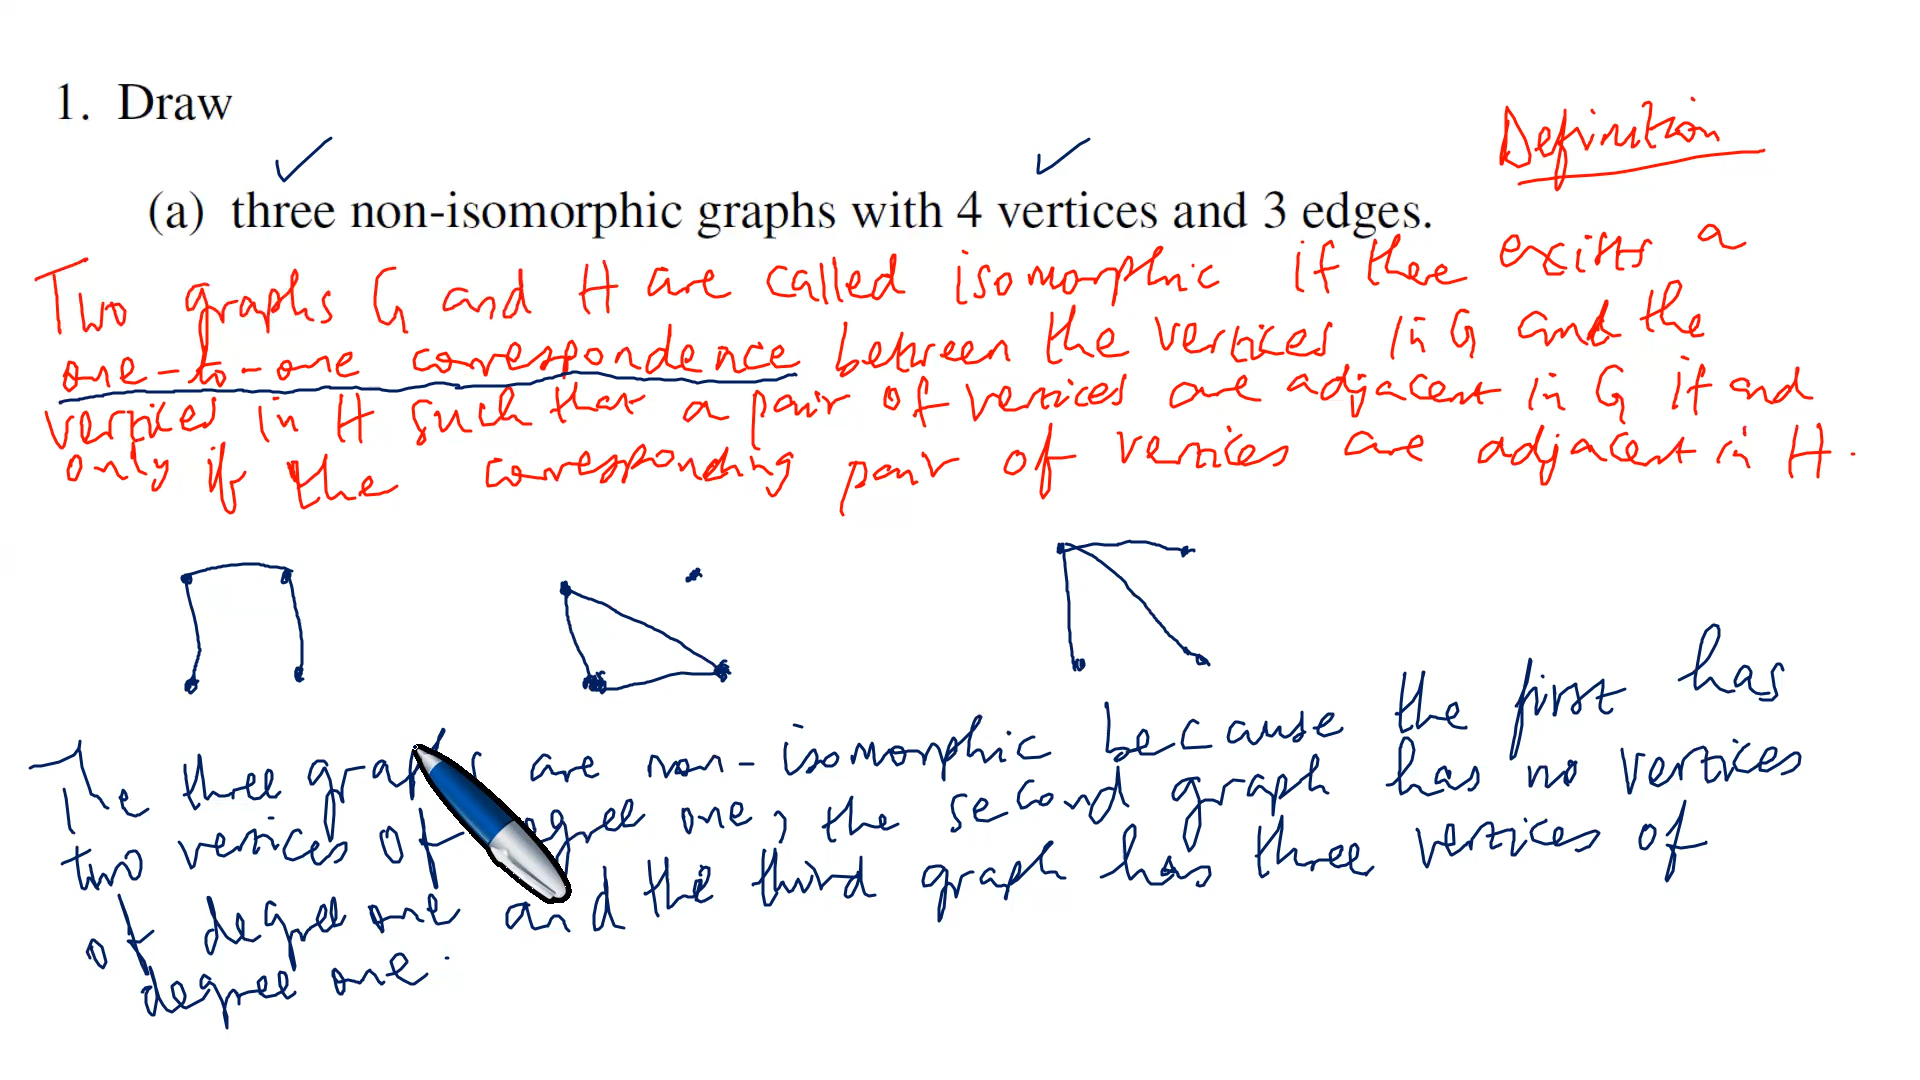 1. Draw
(a) three non-isomorphic graphs with 4 vertices and 3 edges.
Definition
Two graphs G and H are called isomorphic if there exists a
one-to-one correspondence between the vertices in G and the
vertices in H such that a pair of vertices are adjacent in G if and
only if the corresponding pair of vertices are adjacent in H.
The three graphs are non-isomorphic because the first has
two vertices of degree one, the second graph has no vertices
of degree one and the third graph has three vertices of
degree one.